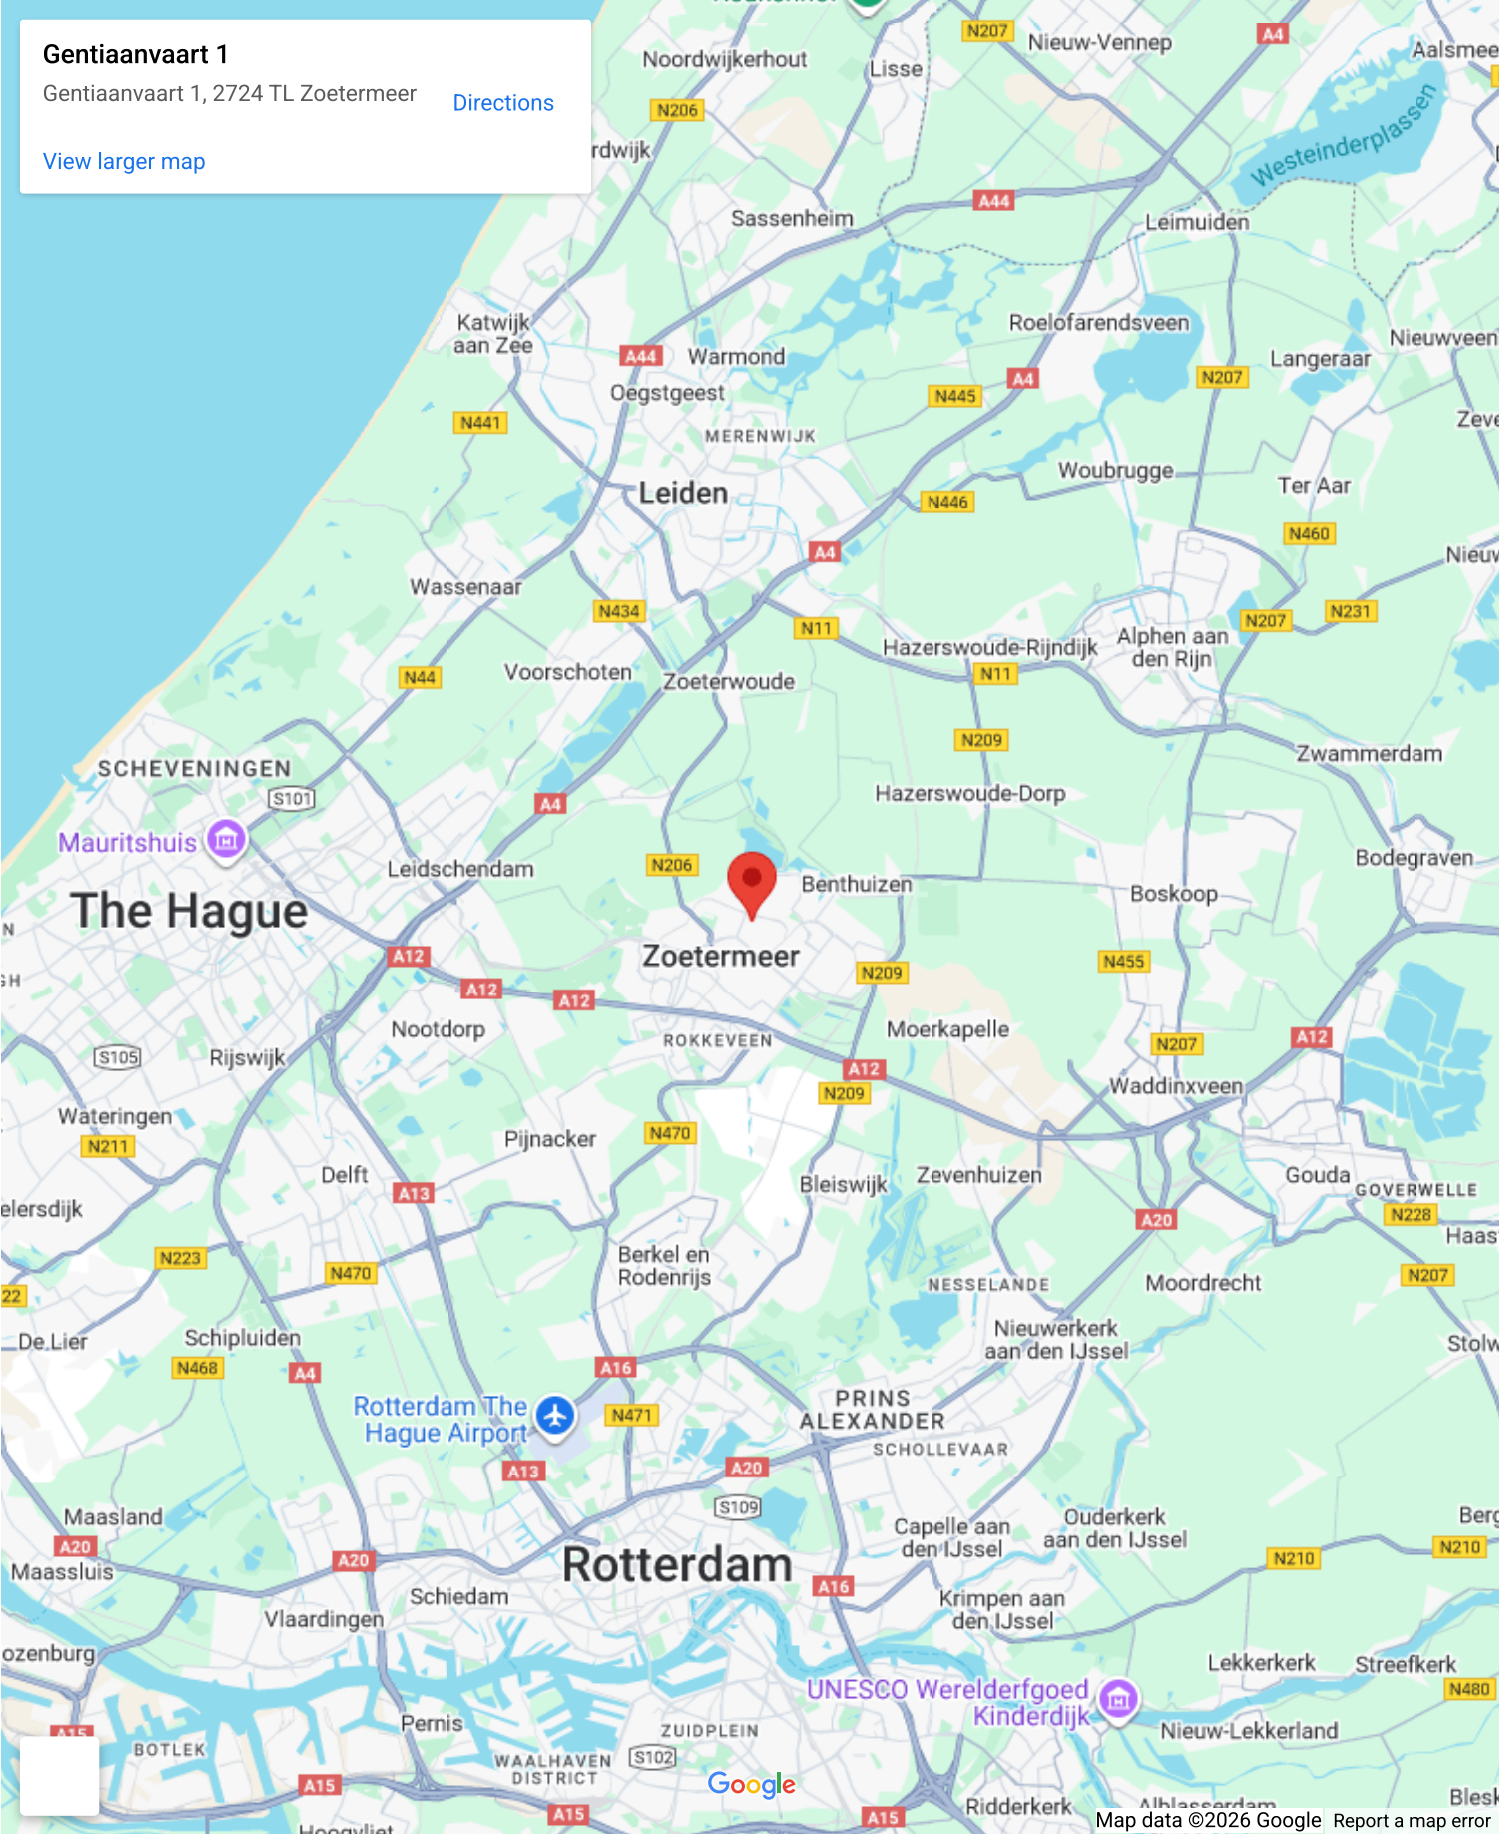 Gentiaanvaart 1
Gentiaanvaart 1, 2724 TL Zoetermeer
Directions
View larger map
N207
Nieuw-Vennep
A4
Noordwijkerhout
Lisse
N206
Westeinderplassen
A44
Sassenheim
Leimuiden
Katwijk
aan Zee
Roelofarendsveen
Nieuwveen
A44
Warmond
Langeraar
Oegstgeest
A4
N207
N445
N441
MERENWIJK
Woubrugge
Leiden
Ter Aar
N446
N460
A4
Wassenaar
N434
N11
N207
N231
Hazerswoude-Rijndijk
Alphen aan
den Rijn
Voorschoten
N44
Zoeterwoude
N11
N209
Zwammerdam
SCHEVENINGEN
S101
A4
Hazerswoude-Dorp
Mauritshuis
Leidschendam
N206
Benthuizen
Bodegraven
Boskoop
The Hague
Zoetermeer
A12
N209
N455
A12
A12
Nootdorp
ROKKEVEEN
Moerkapelle
N207
A12
S105
Rijswijk
A12
N209
Waddinxveen
Wateringen
N211
Pijnacker
N470
Delft
A13
Bleiswijk
Zevenhuizen
Gouda
GOVERWELLE
A20
N228
N223
N470
Berkel en
Rodenrijs
NESSELANDE
Moordrecht
N207
De Lier
Schipluiden
Nieuwerkerk
aan den IJssel
N468
A4
A16
Rotterdam The
Hague Airport
N471
PRINS
ALEXANDER
SCHOLLEVAAR
A13
A20
S109
Maasland
Capelle aan
den IJssel
Ouderkerk
aan den IJssel
A20
Maassluis
A20
Rotterdam
N210
N210
Schiedam
A16
Vlaardingen
Krimpen aan
den IJssel
Lekkerkerk
Streefkerk
UNESCO Werelderfgoed
Kinderdijk
N480
Pernis
ZUIDPLEIN
Nieuw-Lekkerland
A15
BOTLEK
WAALHAVEN
DISTRICT
S102
A15
Google
A15
A15
Ridderkerk
Map data ©2026 Google
Report a map error